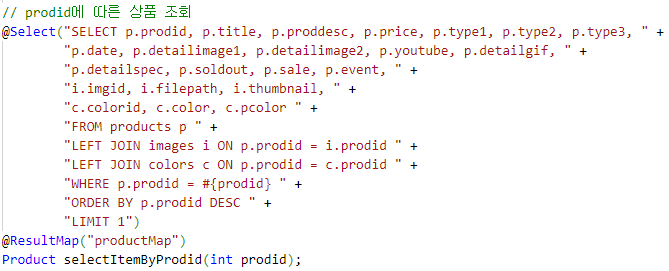 // prodid에 따른 상품 조회
@Select("SELECT p.prodid, p.title, p.proddesc, p.price, p.type1, p.type2, p.type3, " +
"p.date, p.detailimage1, p.detailimage2, p.youtube, p.detailgif, " +
"p.detailspec, p.soldout, p.sale, p.event, " +
"i.imgid, i.filepath, i.thumbnail, " +
"c.colorid, c.color, c.pcolor " +
"FROM products p " +
"LEFT JOIN images i ON p.prodid = i.prodid " +
"LEFT JOIN colors c ON p.prodid = c.prodid " +
"WHERE p.prodid = #{prodid} " +
"ORDER BY p.prodid DESC " +
"LIMIT 1")
@ResultMap("productMap")
Product selectItemByProdid(int prodid);